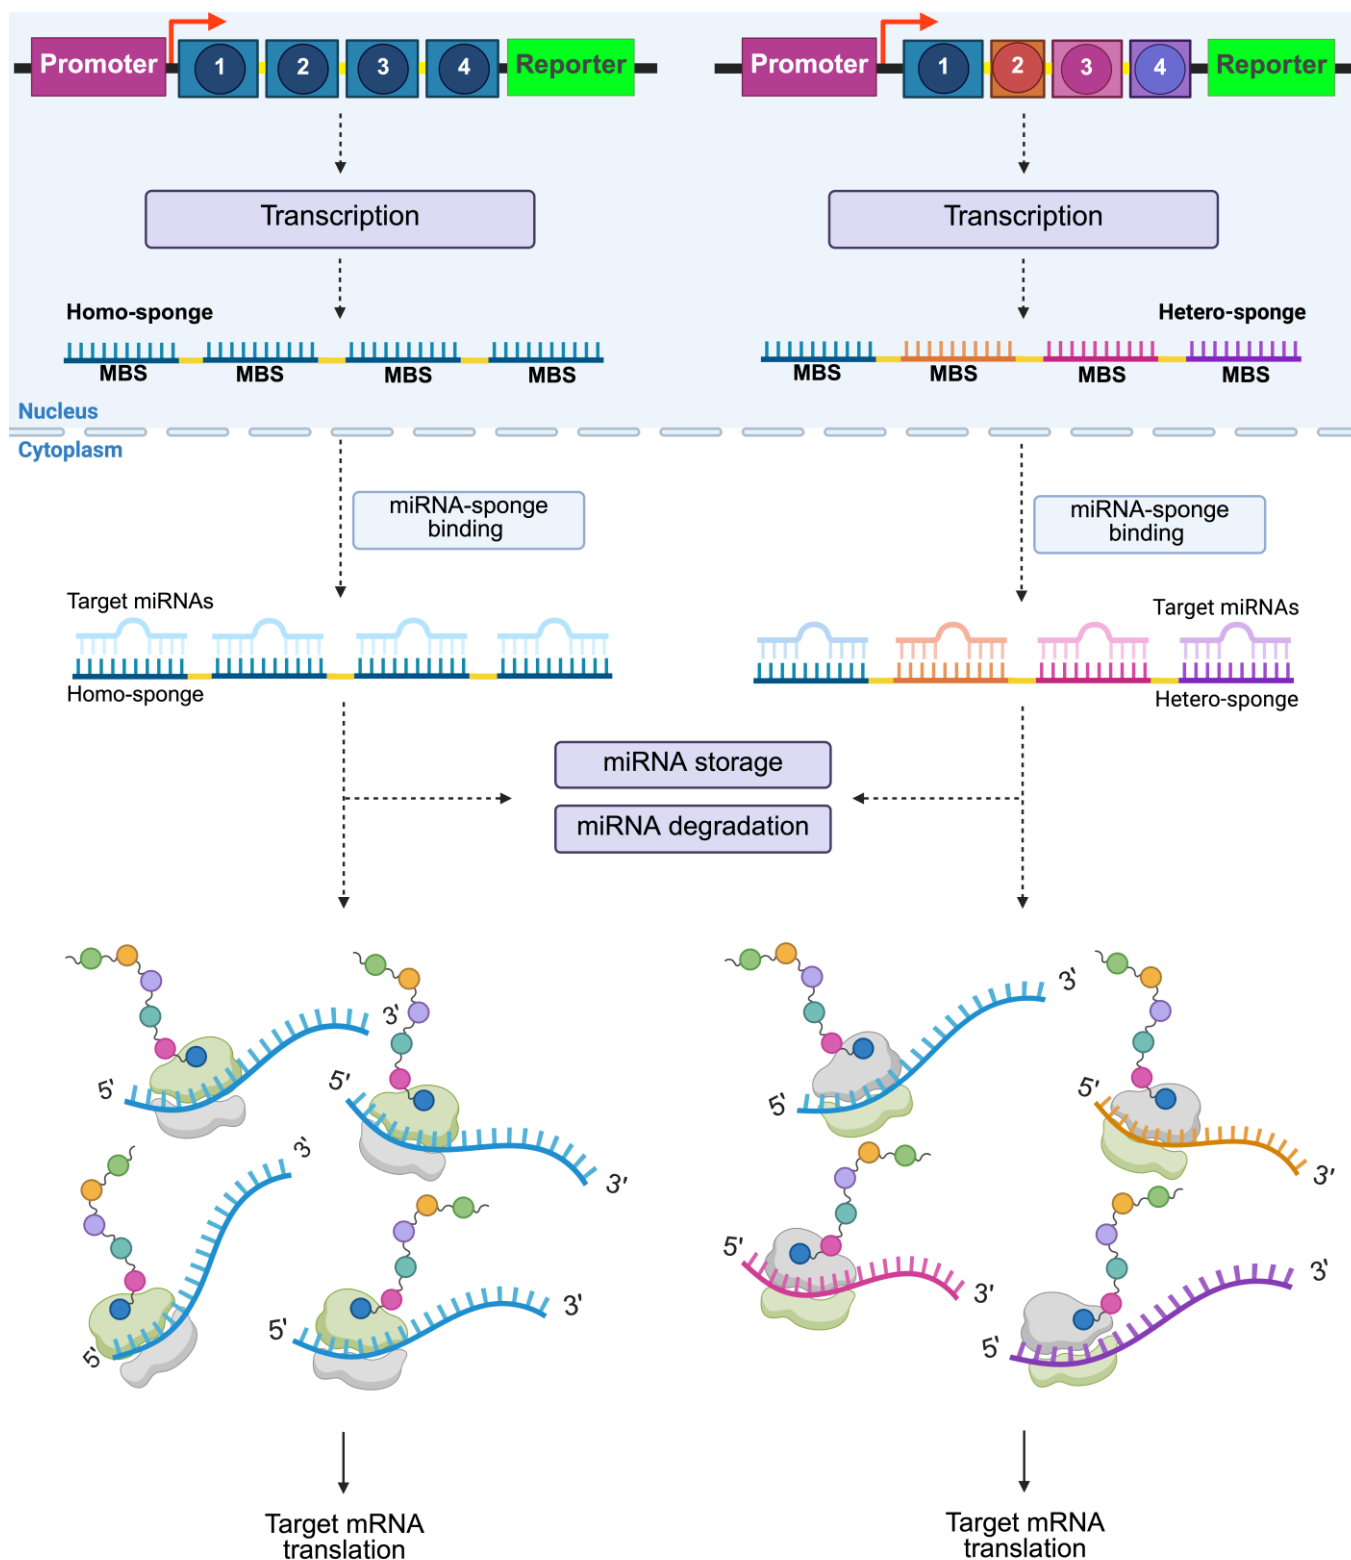 Promoter 1 2 3 4 Reporter
Promoter 1 2 3 4 Reporter
Transcription
Transcription
Homo-sponge
Hetero-sponge
MBS MBS MBS MBS
MBS MBS MBS MBS
Nucleus
Cytoplasm
miRNA-sponge
binding
miRNA-sponge
binding
Target miRNAs
Homo-sponge
Target miRNAs
Hetero-sponge
miRNA storage
miRNA degradation
5' 3'
5' 3'
5' 3'
5' 3'
5' 3'
5' 3'
5' 3'
5' 3'
Target mRNA
translation
Target mRNA
translation